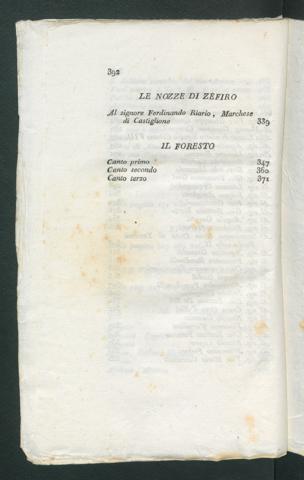 392
LE NOZZE DI ZEFIRO
Al signore Ferdinando Riario, Marchese
di Castiglione 339
IL FORESTO
Canto primo 347
Canto secondo 360
Canto terzo 371